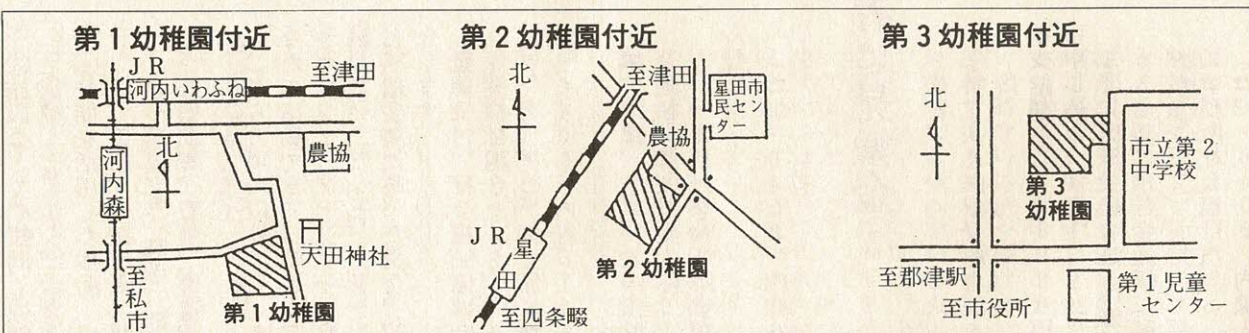 第1幼稚園付近
JR
河内いわふね
至津田
北
農協
河内森
天田神社
至私市
第1幼稚園
第2幼稚園付近
北
至津田
星田市
民セン
ター
農協
JR
星田
第2幼稚園
至四条畷
第3幼稚園付近
北
市立第2
中学校
第3
幼稚園
至郡津駅
至市役所
第1児童
センター